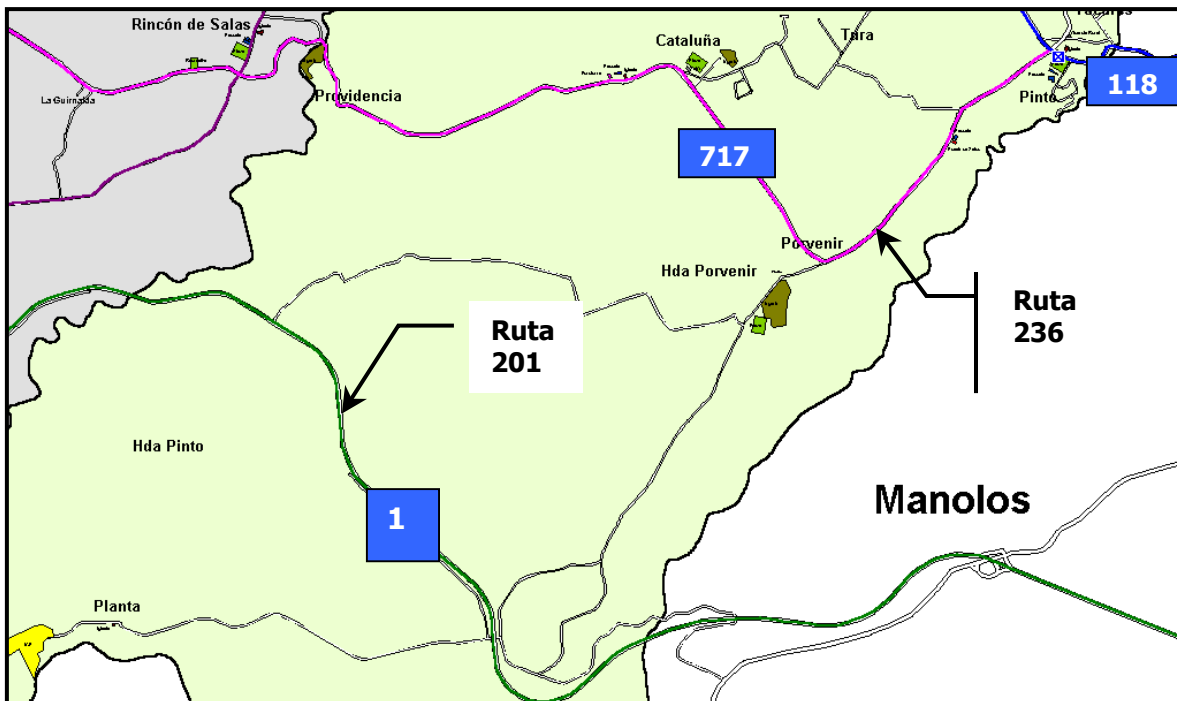 Rincón de Salas
Cataluña
Tara
La Guirnalda
Providencia
Pinto
118
717
Porvenir
Hda Porvenir
Ruta
201
Ruta
236
Hda Pinto
Manolos
1
Planta